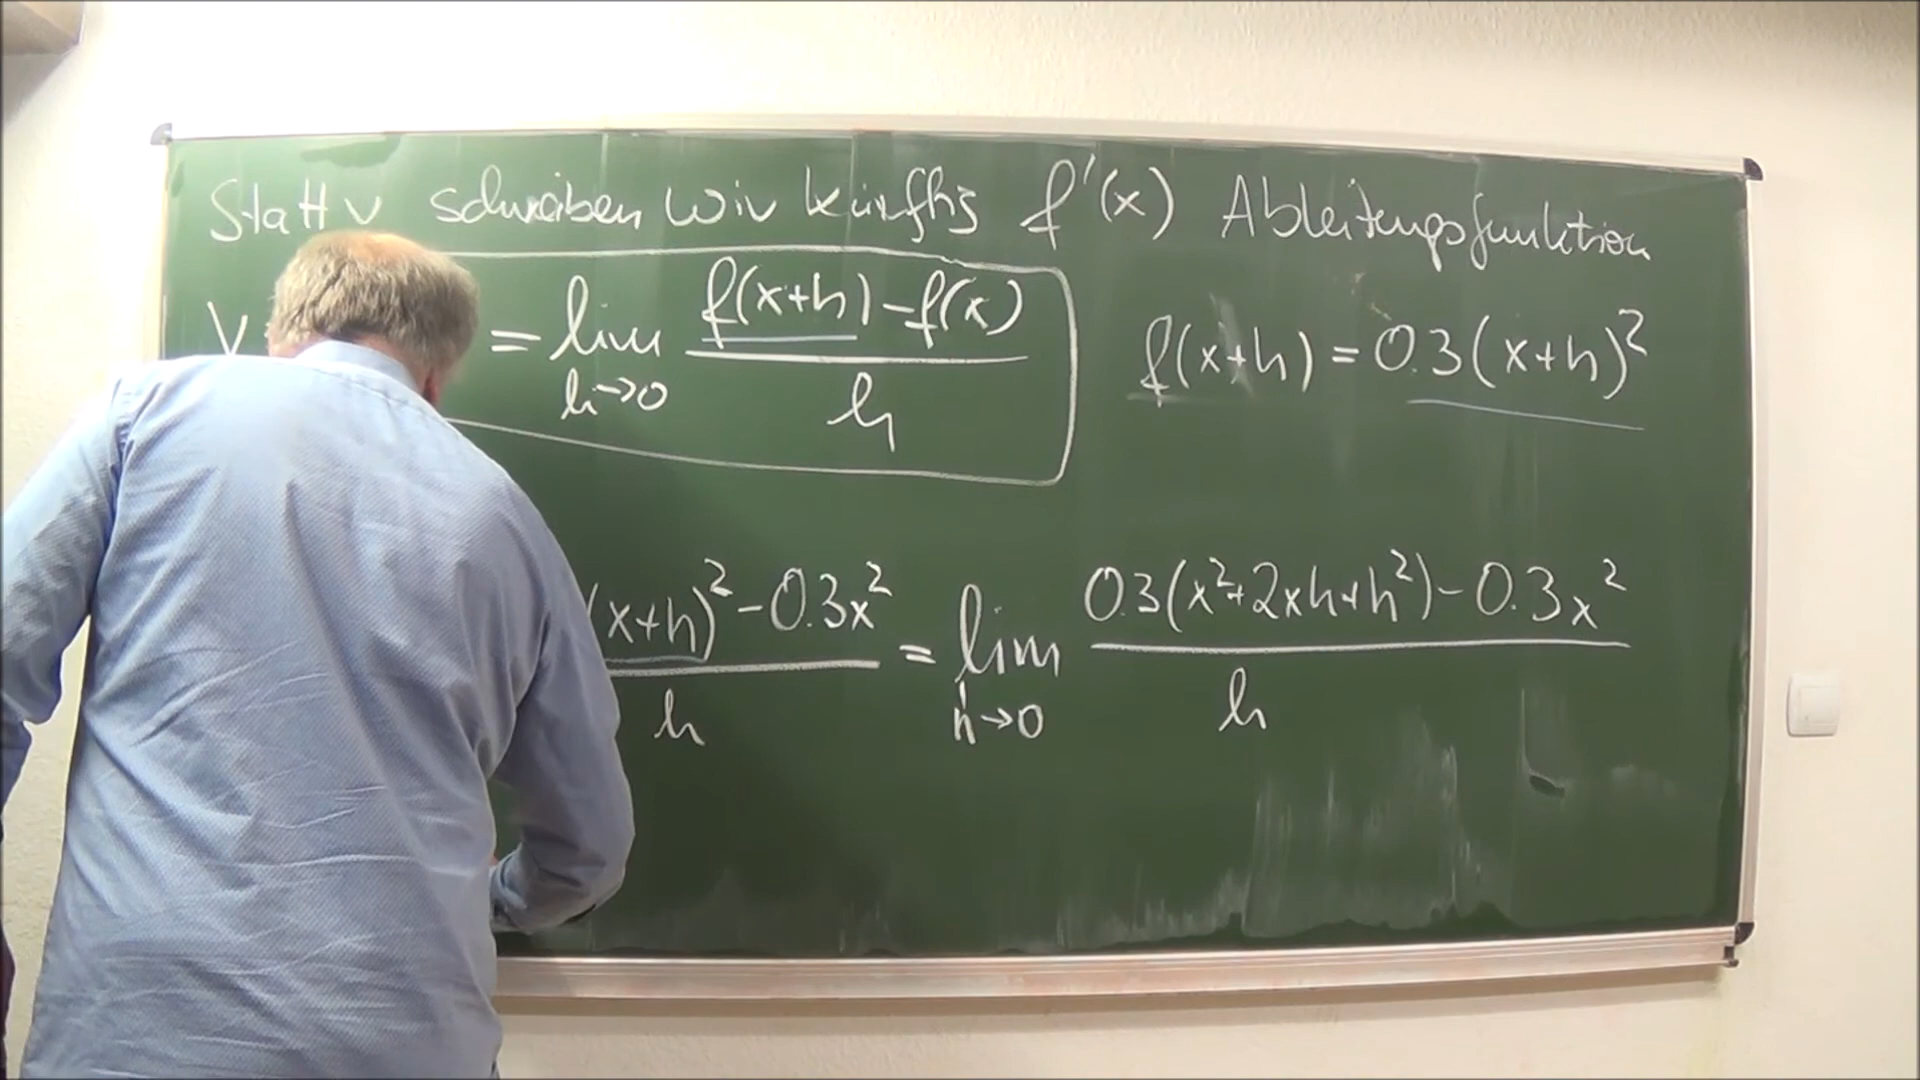 Statt v schreiben wir künftig f'(x) Ableitungsfunktion
V = lim h→0 (f(x+h)-f(x))/h f(x+h) = 0.3(x+h)²
(x+h)²-0.3x² / h = lim h→0 (0.3(x²+2xh+h²)-0.3x²)/h